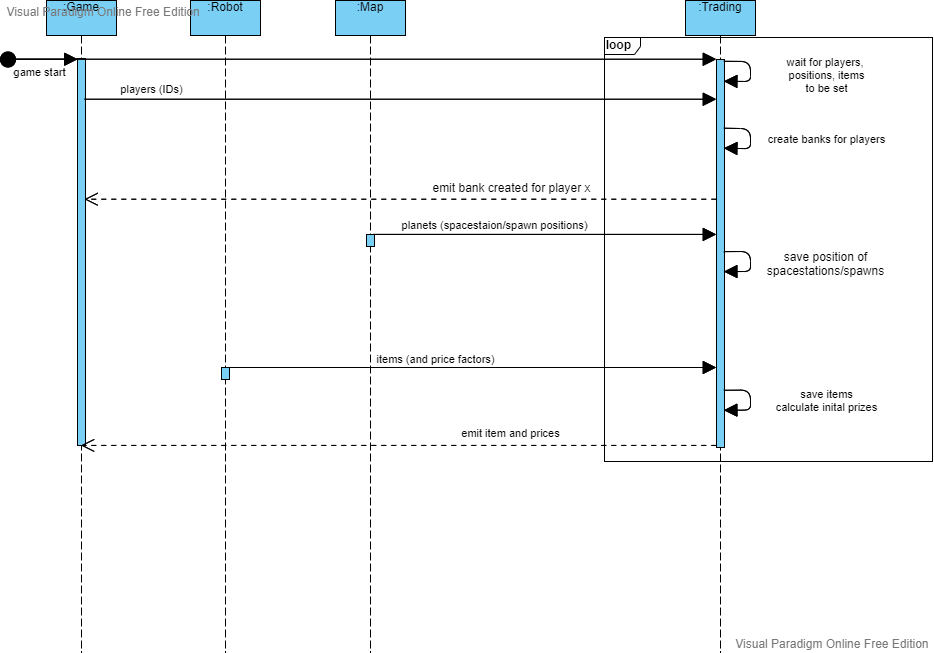 Visual Paradigm Online Free Edition
:Game
:Robot
:Map
:Trading
loop
game start
wait for players,
positions, items
to be set
players (IDs)
create banks for players
emit bank created for player x
planets (spacestaion/spawn positions)
save position of
spacestations/spawns
items (and price factors)
save items
calculate inital prizes
emit item and prices
Visual Paradigm Online Free Edition